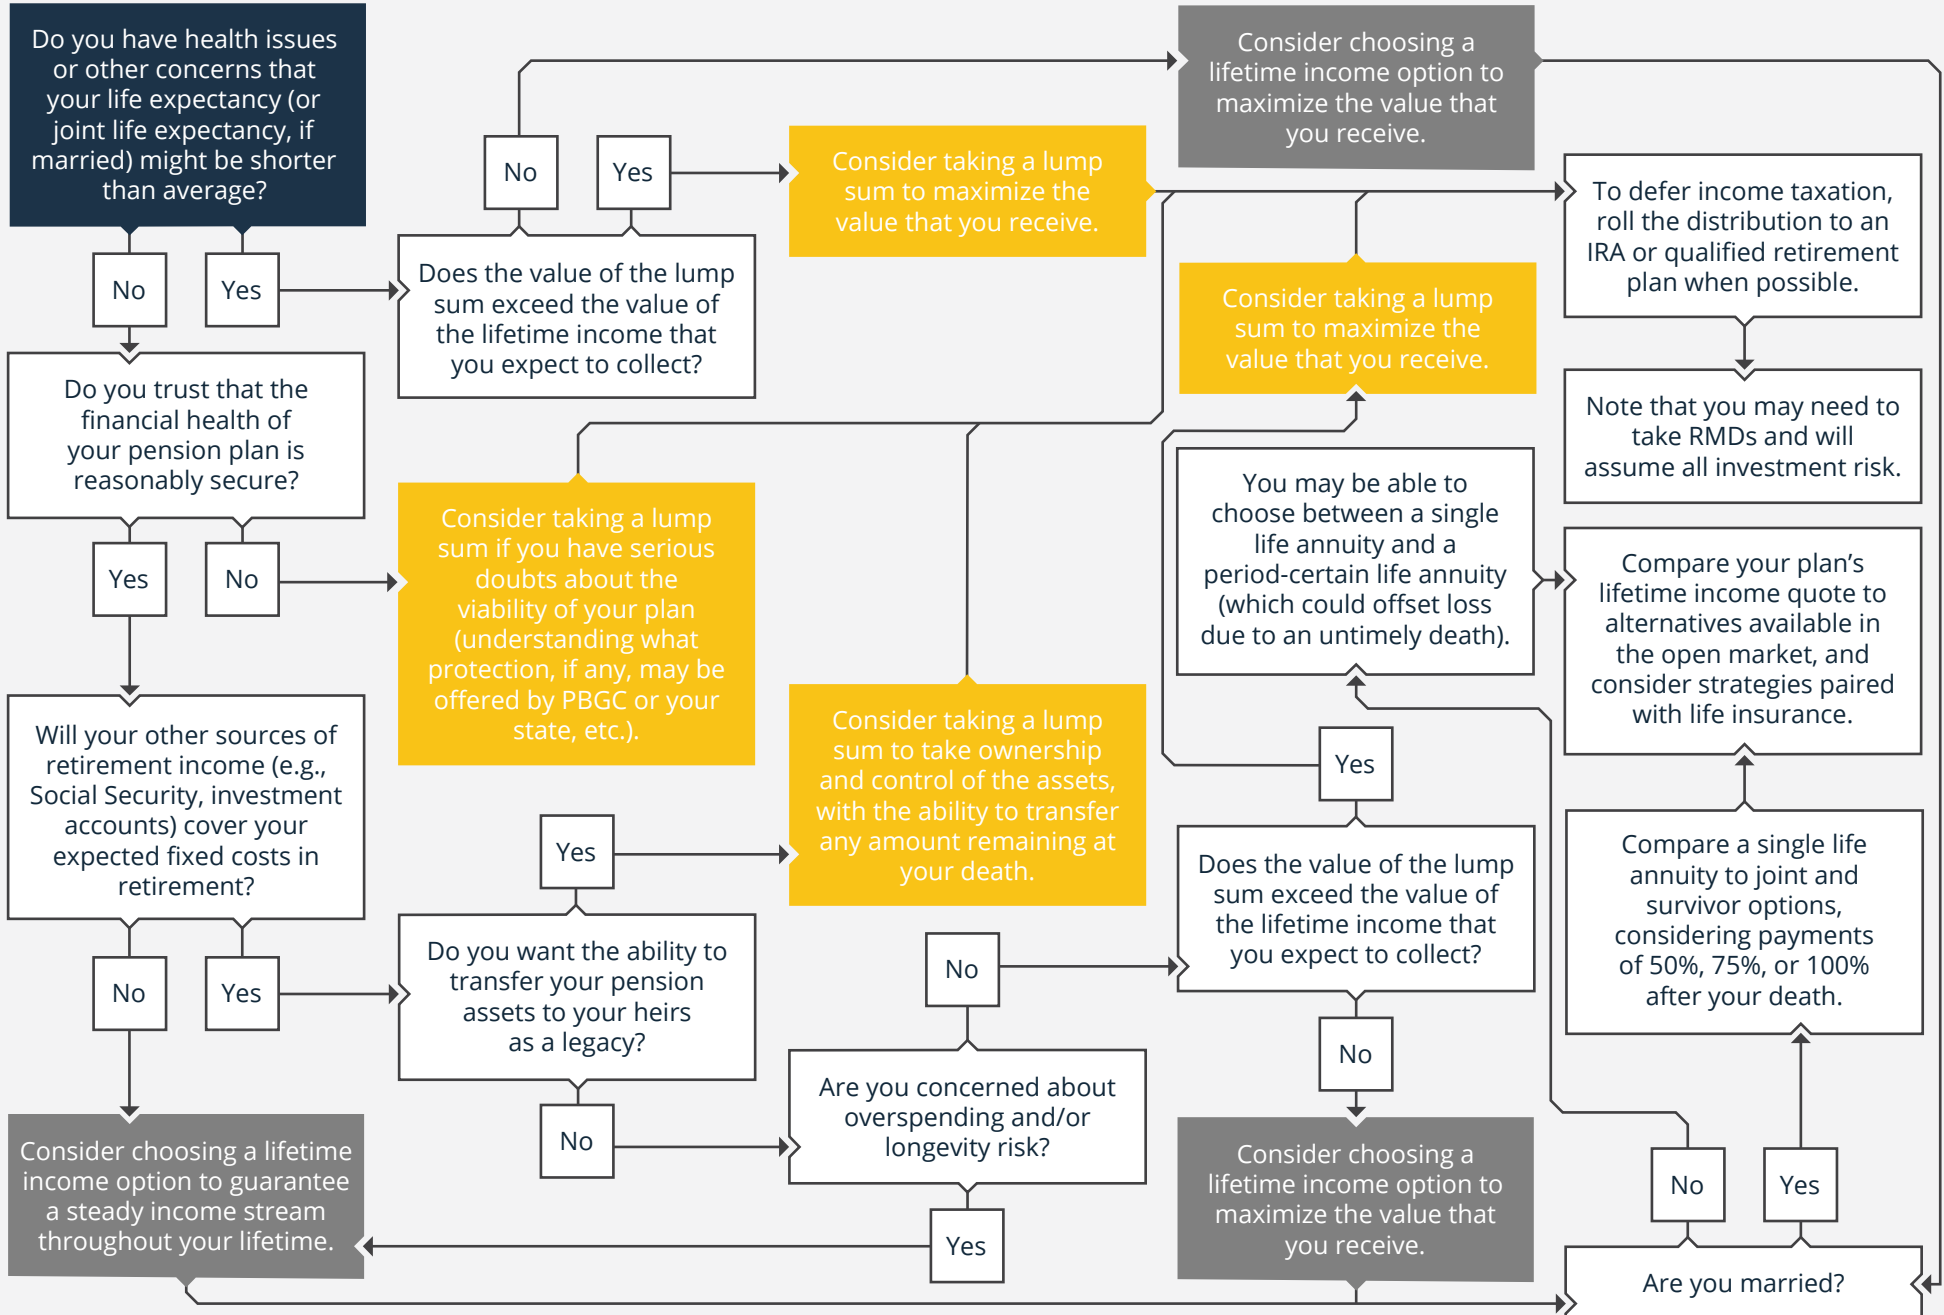 Do you have health issues
or other concerns that
your life expectancy (or
joint life expectancy, if
married) might be shorter
than average?
No
Yes
Does the value of the lump
sum exceed the value of
the lifetime income that
you expect to collect?
No
Yes
Consider taking a lump
sum to maximize the
value that you receive.
Consider choosing a
lifetime income option to
maximize the value that
you receive.
To defer income taxation,
roll the distribution to an
IRA or qualified retirement
plan when possible.
Note that you may need to
take RMDs and will
assume all investment risk.
Do you trust that the
financial health of
your pension plan is
reasonably secure?
Yes
No
Consider taking a lump
sum if you have serious
doubts about the
viability of your plan
(understanding what
protection, if any, may be
offered by PBGC or your
state, etc.).
Will your other sources of
retirement income (e.g.,
Social Security, investment
accounts) cover your
expected fixed costs in
retirement?
No
Yes
Do you want the ability to
transfer your pension
assets to your heirs
as a legacy?
Yes
No
Consider taking a lump
sum to take ownership
and control of the assets,
with the ability to transfer
any amount remaining at
your death.
Are you concerned about
overspending and/or
longevity risk?
No
Yes
Consider choosing a lifetime
income option to guarantee
a steady income stream
throughout your lifetime.
Does the value of the lump
sum exceed the value of
the lifetime income that
you expect to collect?
Yes
No
Consider taking a lump
sum to maximize the
value that you receive.
Consider choosing a
lifetime income option to
maximize the value that
you receive.
Are you married?
No
Yes
You may be able to
choose between a single
life annuity and a
period-certain life annuity
(which could offset loss
due to an untimely death).
Compare a single life
annuity to joint and
survivor options,
considering payments
of 50%, 75%, or 100%
after your death.
Compare your plan’s
lifetime income quote to
alternatives available in
the open market, and
consider strategies paired
with life insurance.